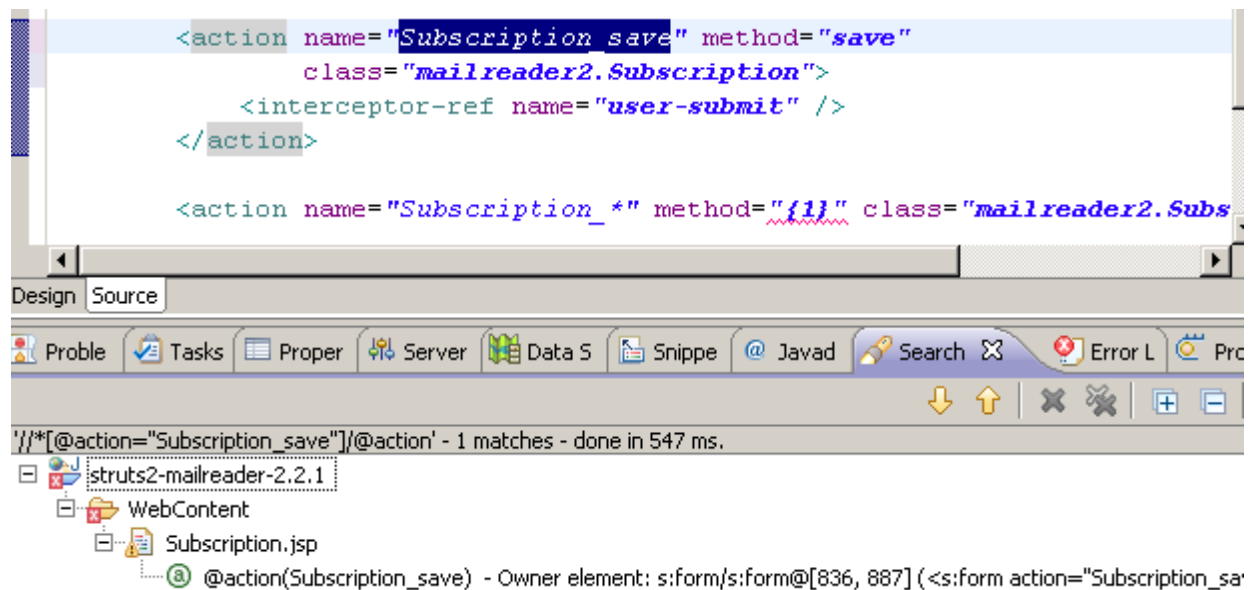 <action name="Subscription_save" method="save"
class="mailreader2.Subscription">
<interceptor-ref name="user-submit" />
</action>
<action name="Subscription_*" method="{1}" class="mailreader2.Subs
Design Source
Proble Tasks Proper Server Data S Snippe @ Javad Search Error L Pro
'//*[@action="Subscription_save"]/@action' - 1 matches - done in 547 ms.
struts2-mailreader-2.2.1
WebContent
Subscription.jsp
@action(Subscription_save) - Owner element: s:form/s:form@[836, 887] (<s:form action="Subscription_sa